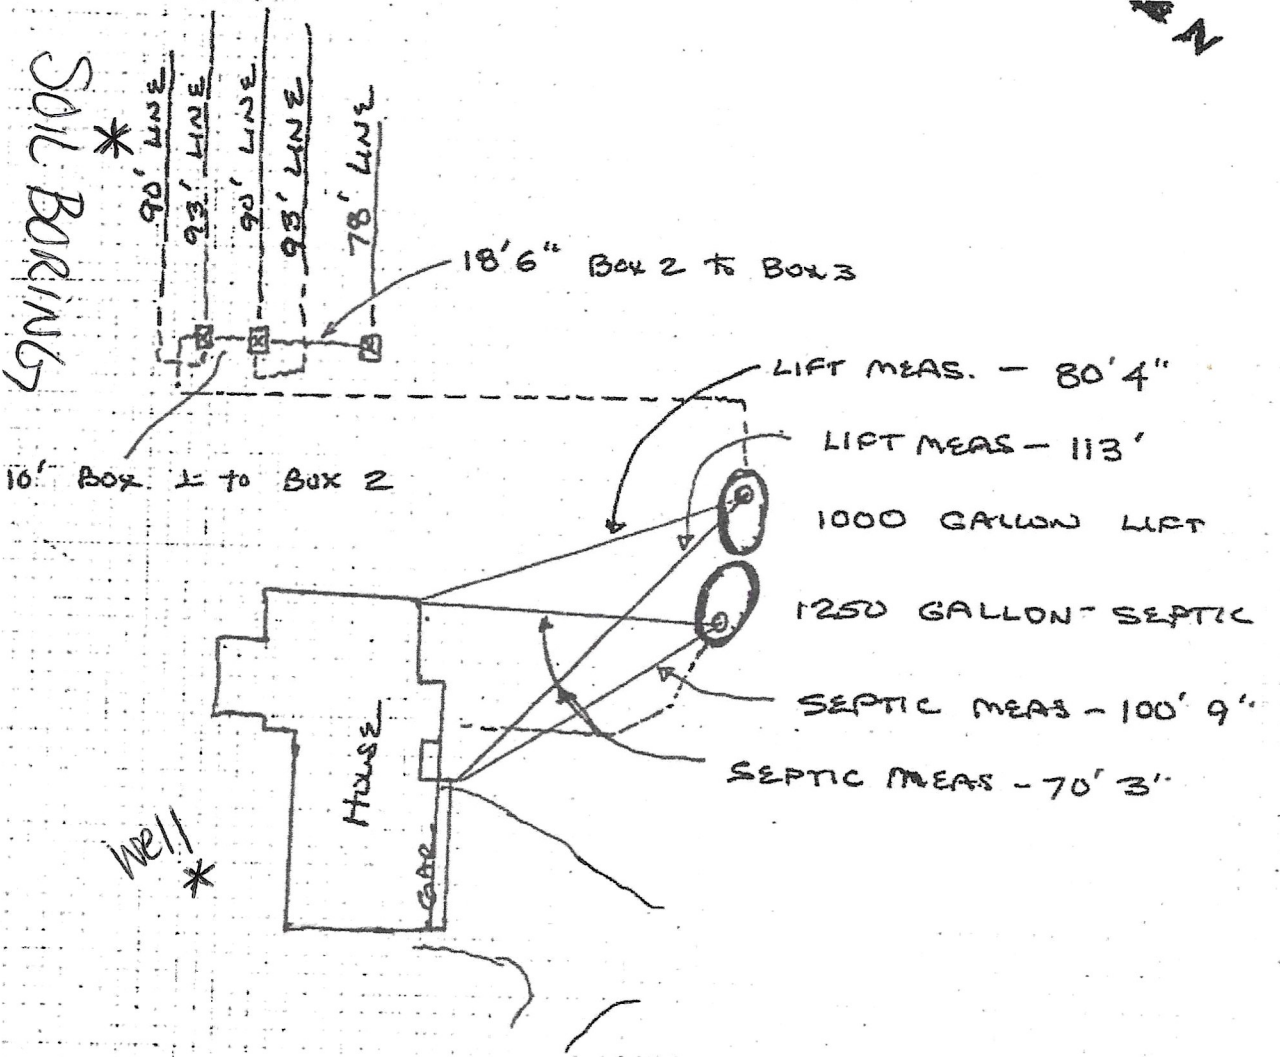 N
SOIL BORING
*
90' LINE
93' LINE
90' LINE
93' LINE
78' LINE
18'6" BOX 2 to BOX 3
LIFT MEAS. - 80'4"
LIFT MEAS - 113'
10' BOX 1 to BOX 2
1000 GALLON LIFT
1250 GALLON - SEPTIC
SEPTIC MEAS - 100' 9"
SEPTIC MEAS - 70' 3"
HOUSE
GAR.
Well
*